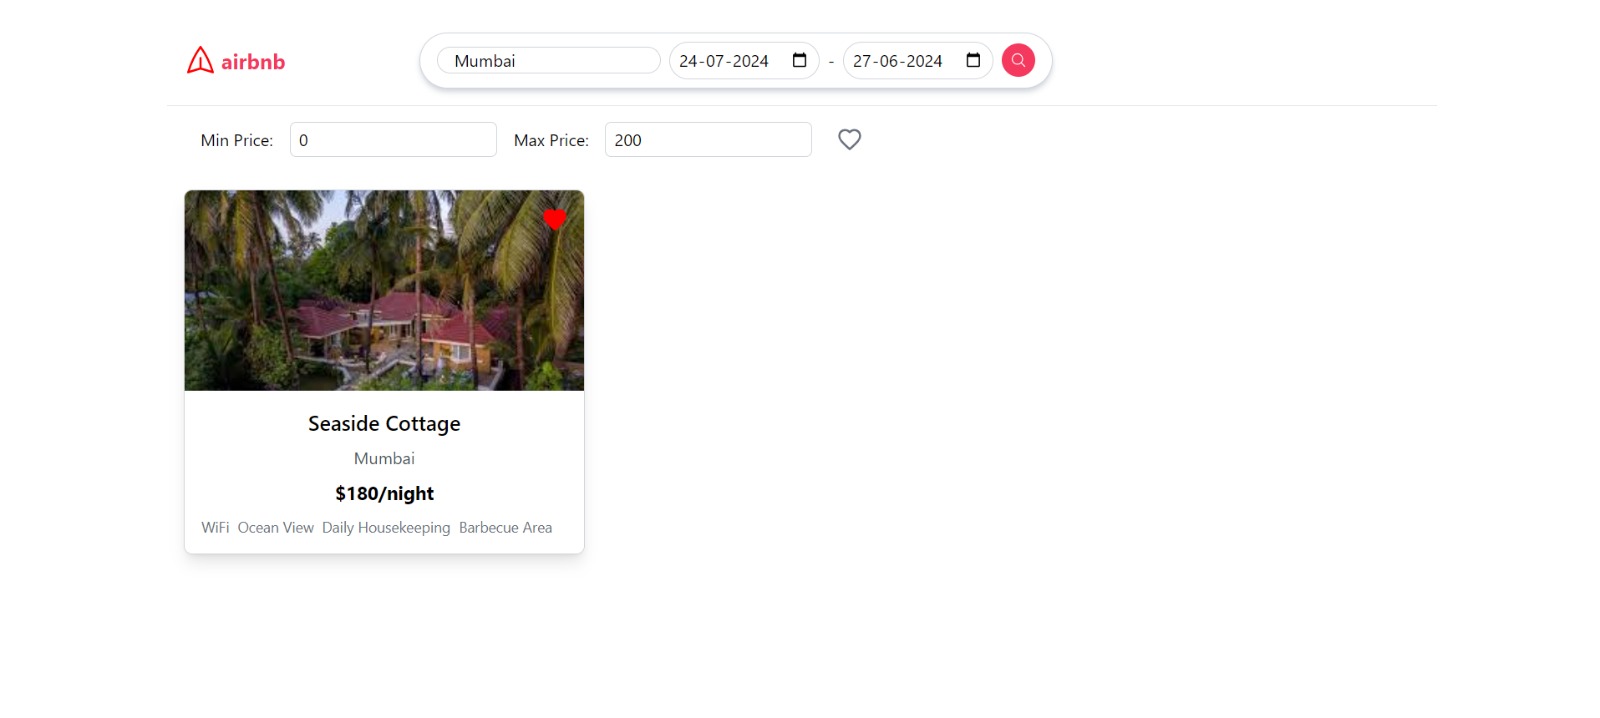 airbnb
Mumbai 24-07-2024 - 27-06-2024
Min Price: 0 Max Price: 200
Seaside Cottage
Mumbai
$180/night
WiFi Ocean View Daily Housekeeping Barbecue Area